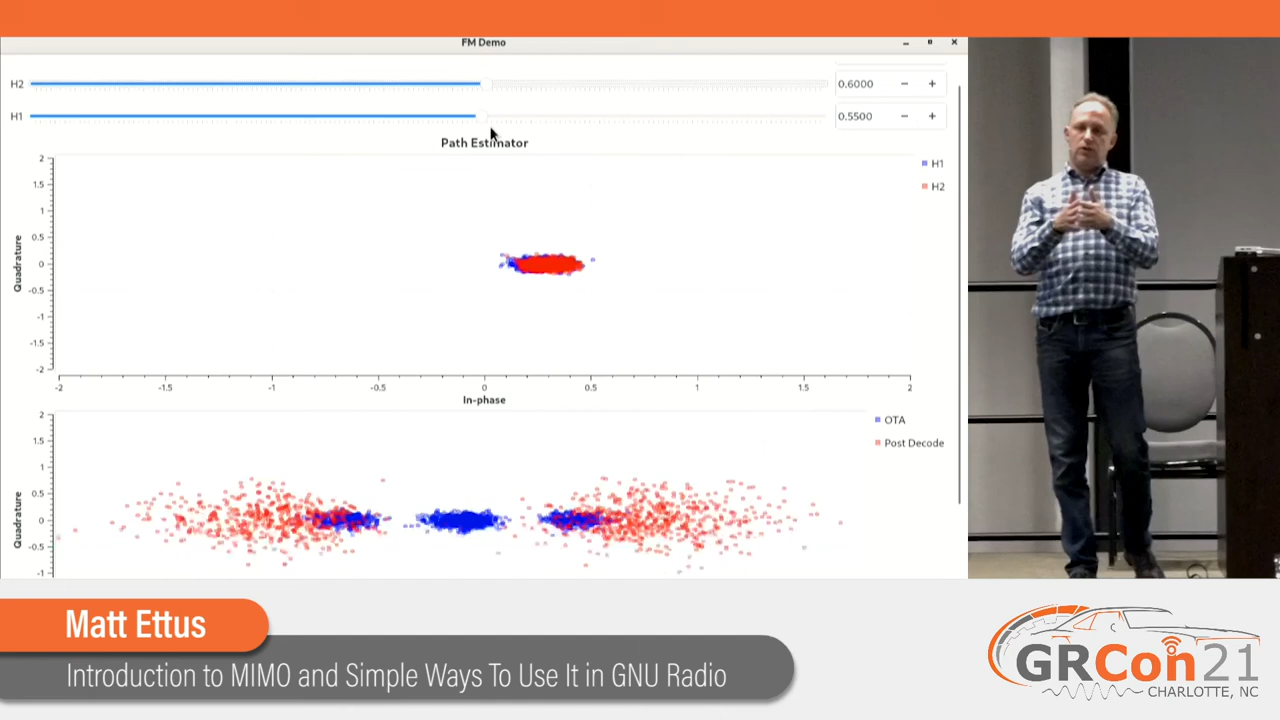 FM Demo
H2
0.6000
H1
0.5500
Path Estimator
2
1.5
1
0.5
0
-0.5
-1
-1.5
-2
Quadrature
H1
H2
-2
-1.5
-1
-0.5
0
0.5
1
1.5
2
In-phase
2
1.5
1
0.5
0
-0.5
-1
Quadrature
OTA
Post Decode
Matt Ettus
Introduction to MIMO and Simple Ways To Use It in GNU Radio
GRCon21
CHARLOTTE, NC